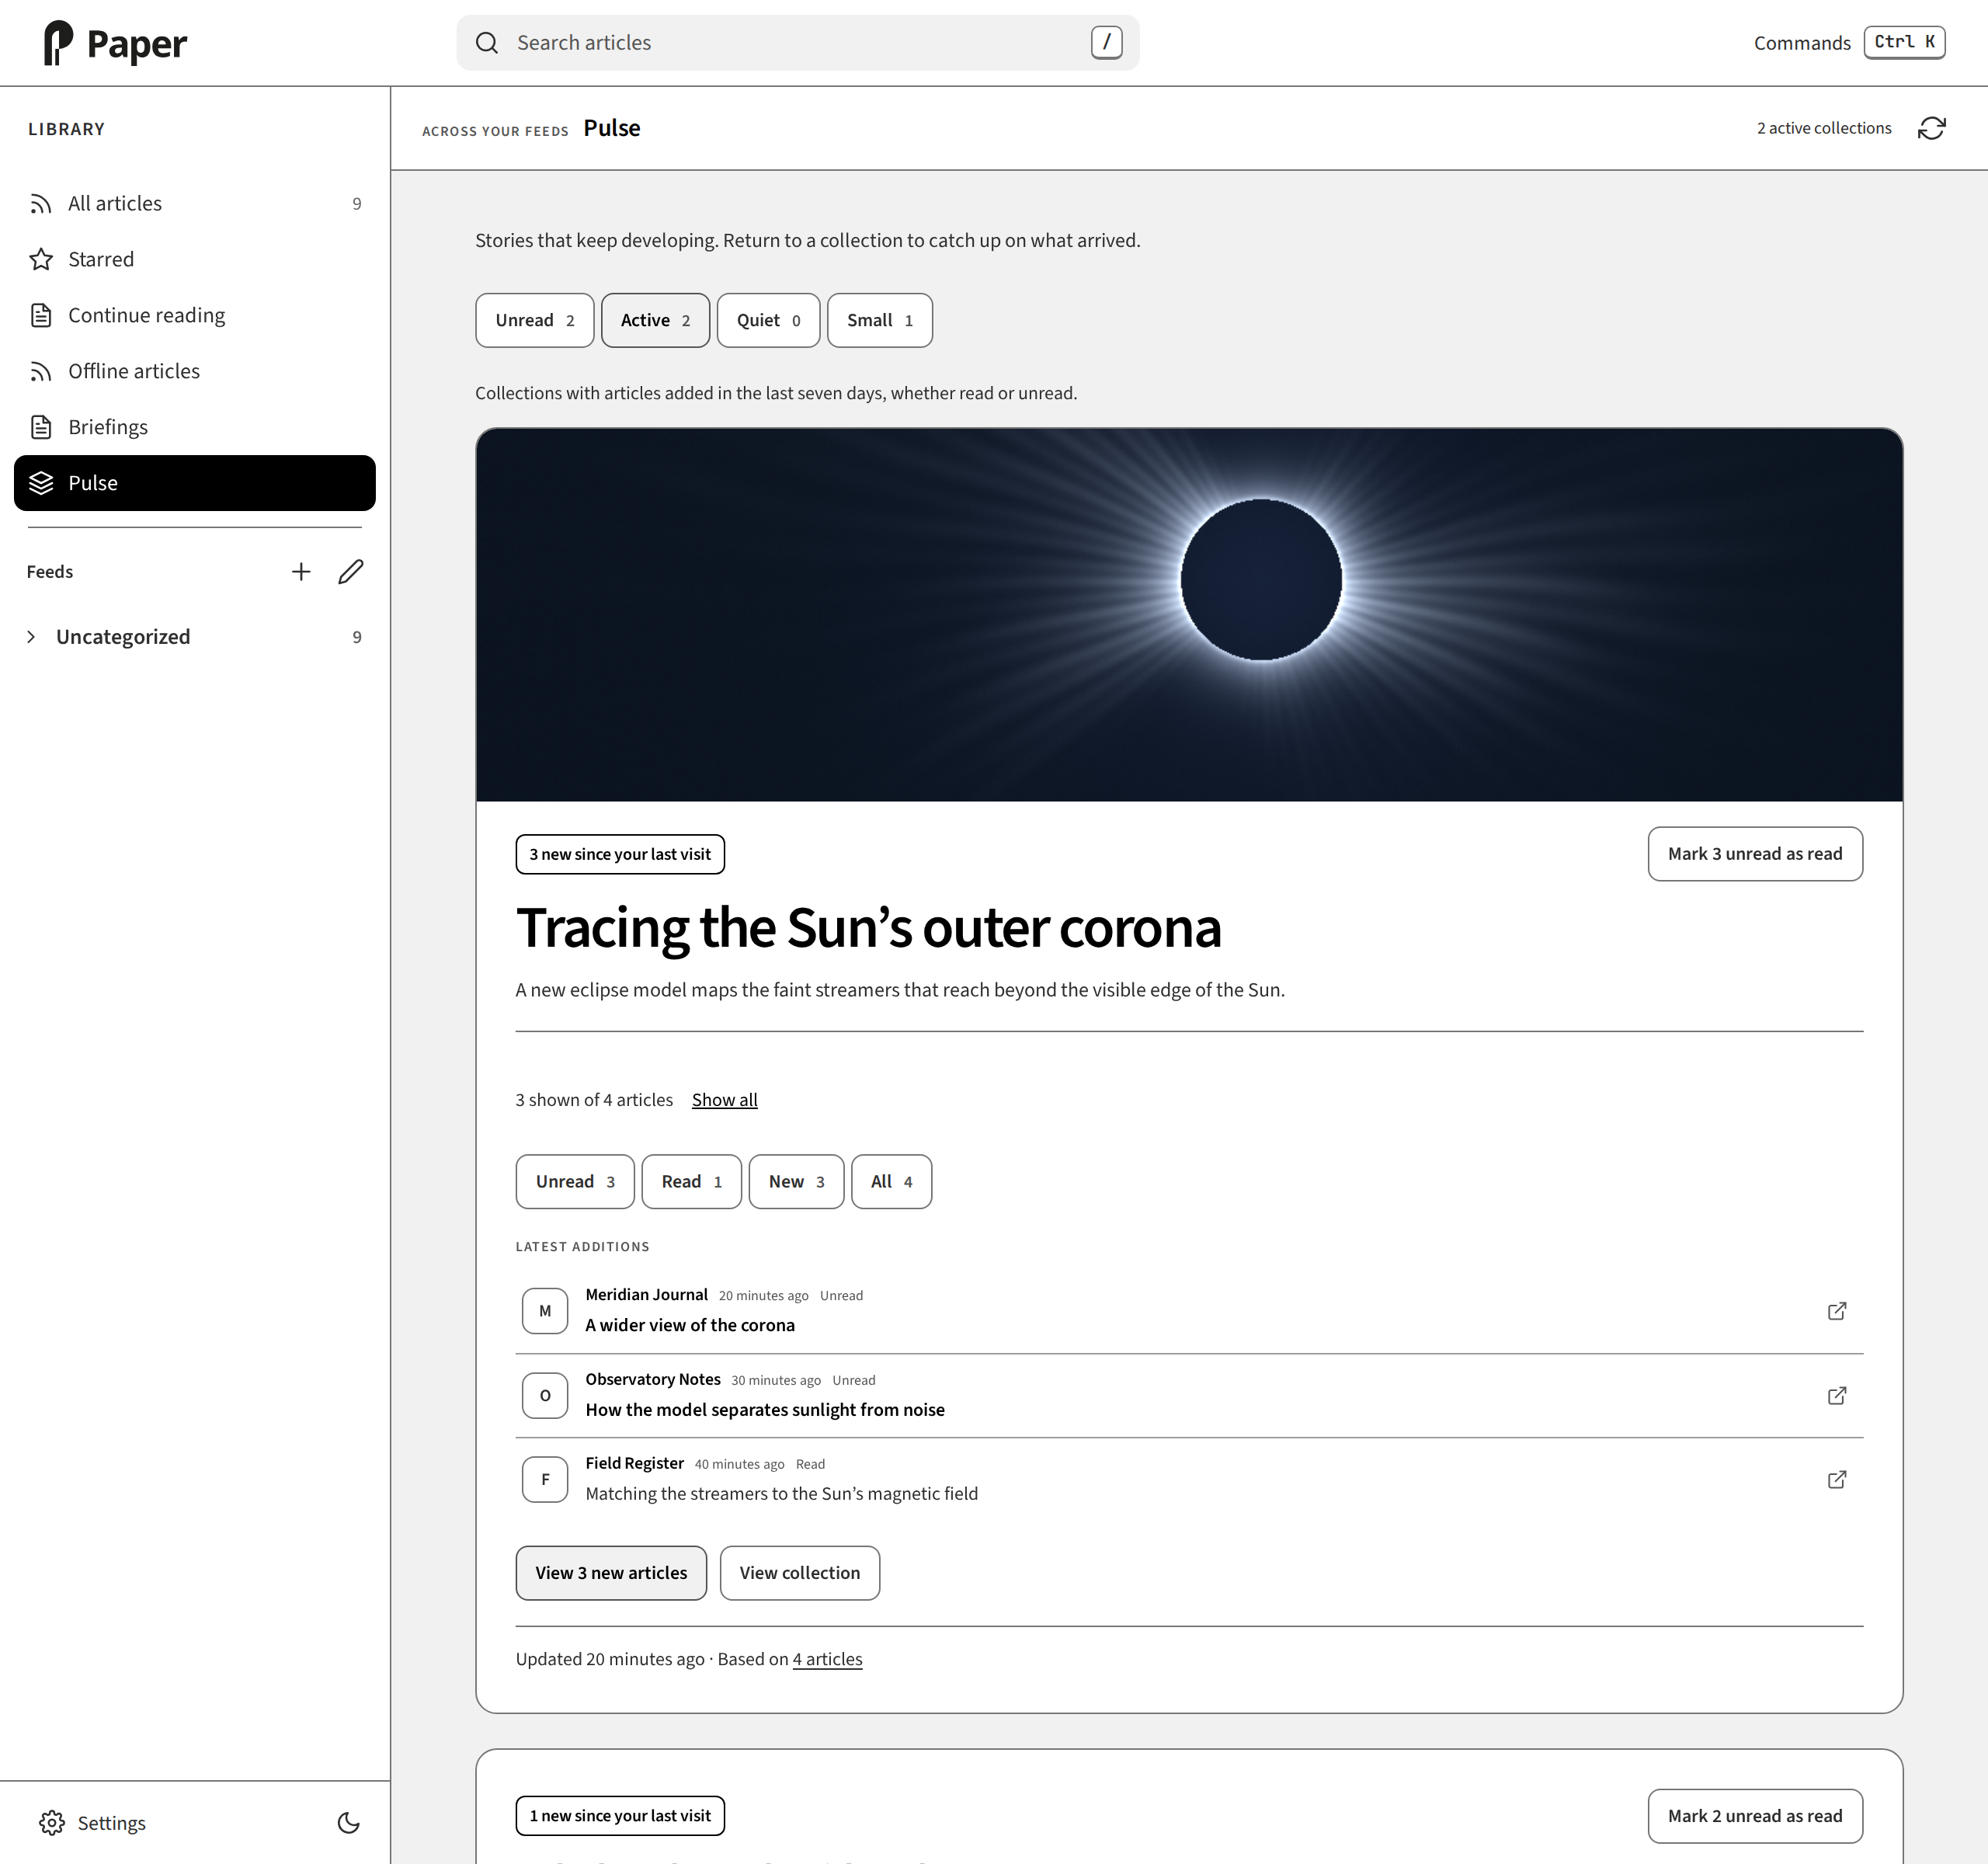 Paper
Search articles /
Commands Ctrl K
LIBRARY
All articles 9
Starred
Continue reading
Offline articles
Briefings
Pulse
Feeds
Uncategorized 9
Settings
ACROSS YOUR FEEDS Pulse
2 active collections
Stories that keep developing. Return to a collection to catch up on what arrived.
Unread 2 Active 2 Quiet 0 Small 1
Collections with articles added in the last seven days, whether read or unread.
3 new since your last visit
Mark 3 unread as read
Tracing the Sun’s outer corona
A new eclipse model maps the faint streamers that reach beyond the visible edge of the Sun.
3 shown of 4 articles Show all
Unread 3 Read 1 New 3 All 4
LATEST ADDITIONS
M
Meridian Journal 20 minutes ago Unread
A wider view of the corona
O
Observatory Notes 30 minutes ago Unread
How the model separates sunlight from noise
F
Field Register 40 minutes ago Read
Matching the streamers to the Sun’s magnetic field
View 3 new articles View collection
Updated 20 minutes ago · Based on 4 articles
1 new since your last visit
Mark 2 unread as read